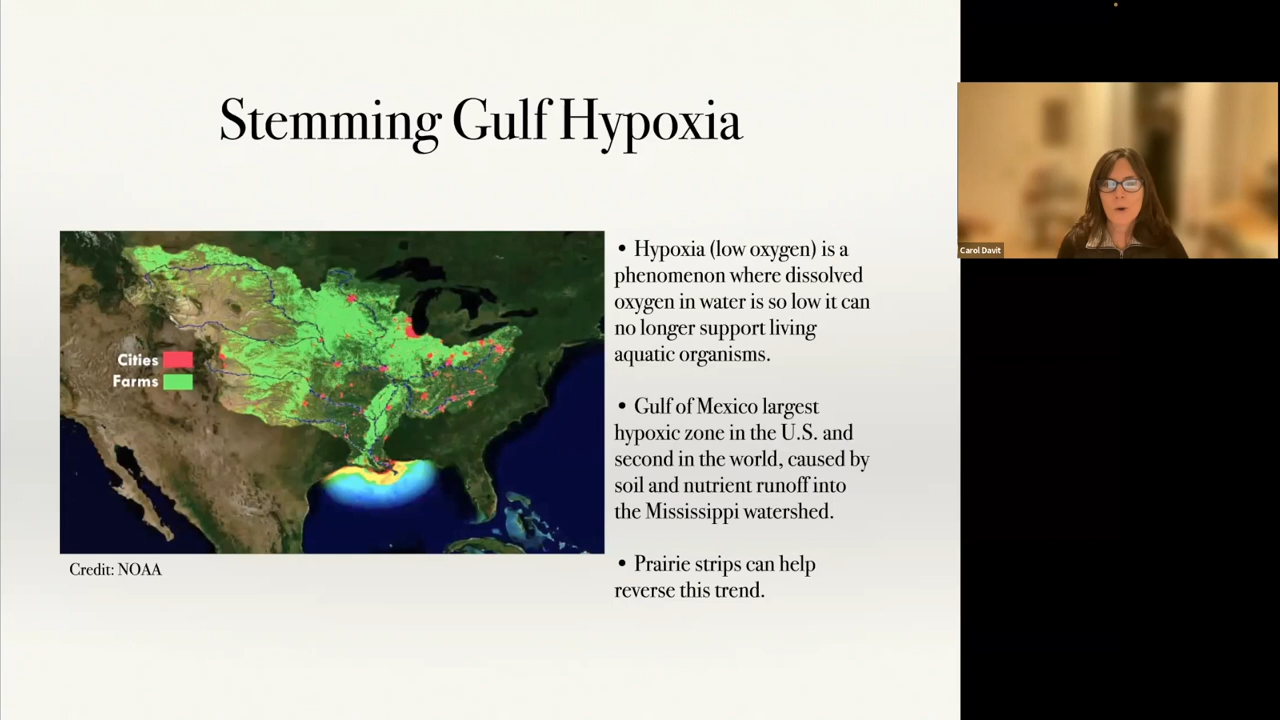 Stemming Gulf Hypoxia
Cities
Farms
Credit: NOAA
• Hypoxia (low oxygen) is a
phenomenon where dissolved
oxygen in water is so low it can
no longer support living
aquatic organisms.
• Gulf of Mexico largest
hypoxic zone in the U.S. and
second in the world, caused by
soil and nutrient runoff into
the Mississippi watershed.
• Prairie strips can help
reverse this trend.
Carol Davit